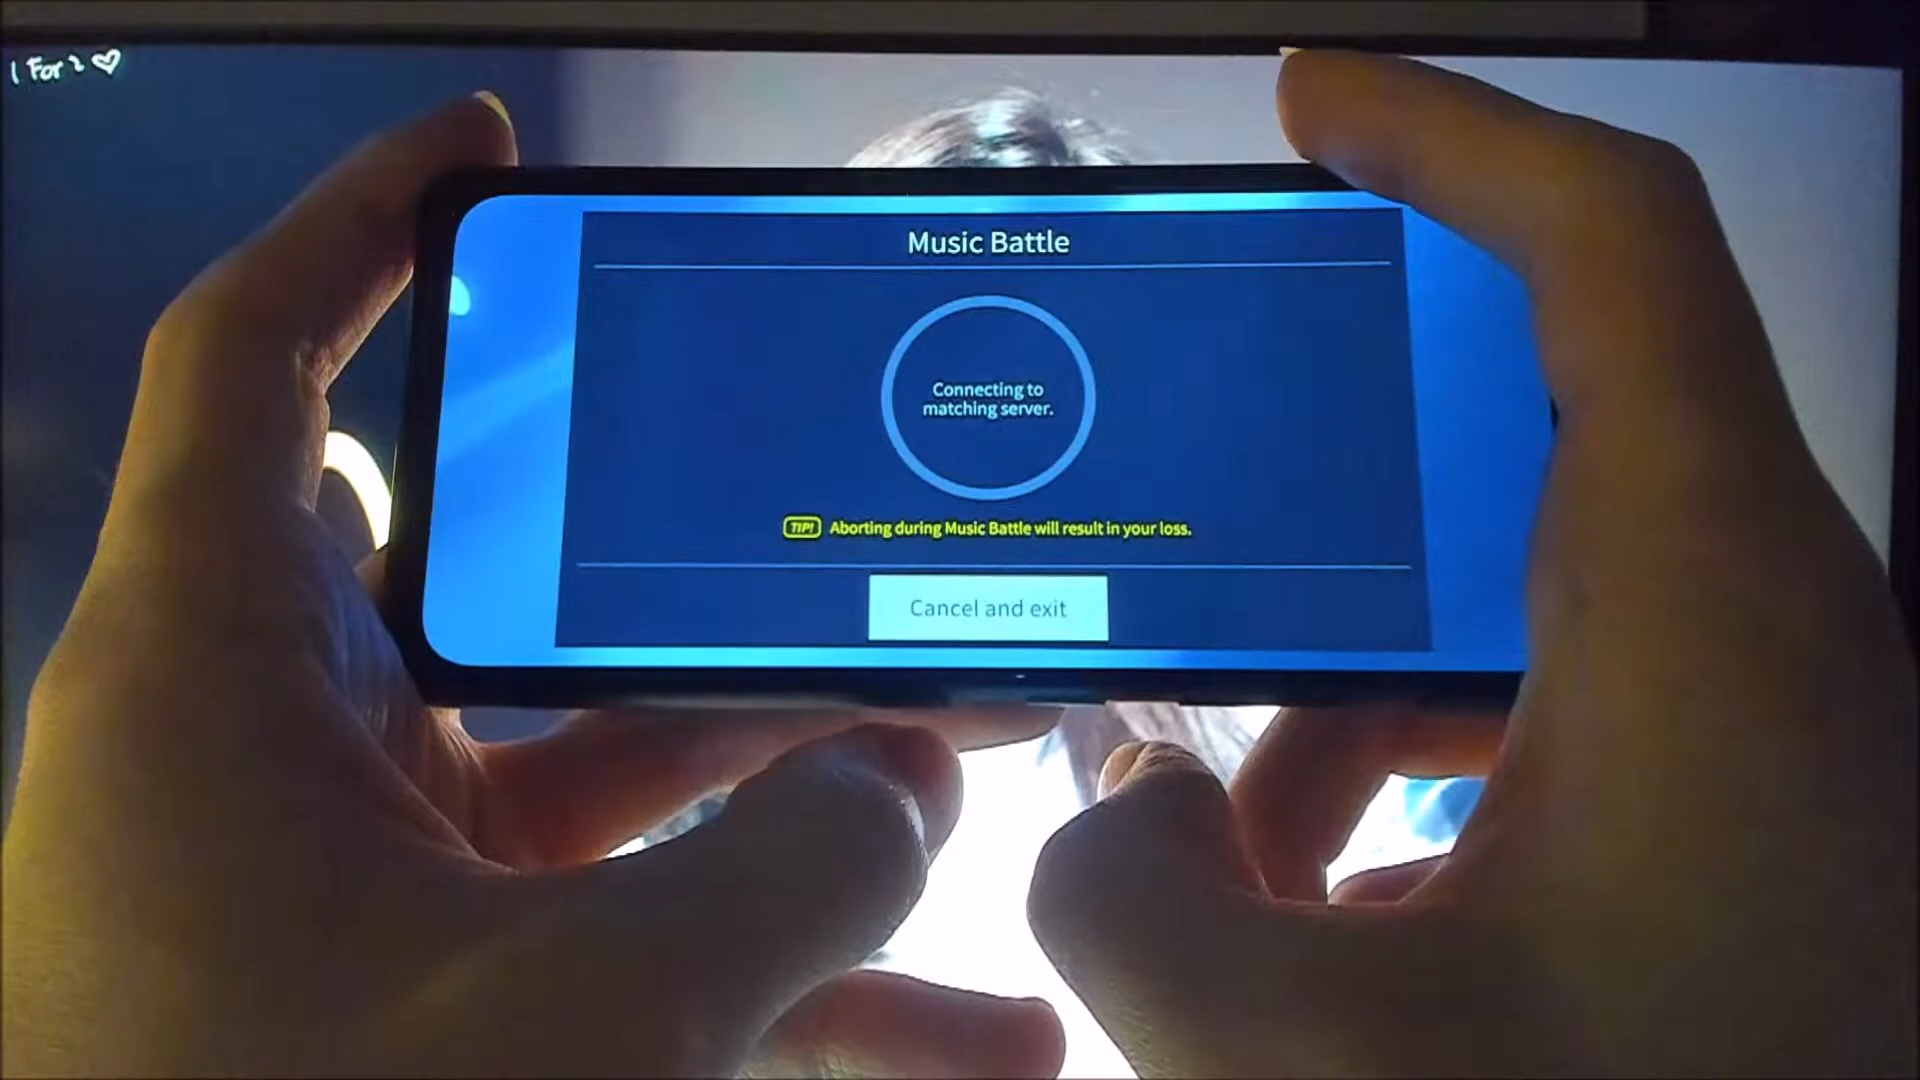 1 For 2 ♡
Music Battle
Connecting to
matching server.
TIP! Aborting during Music Battle will result in your loss.
Cancel and exit